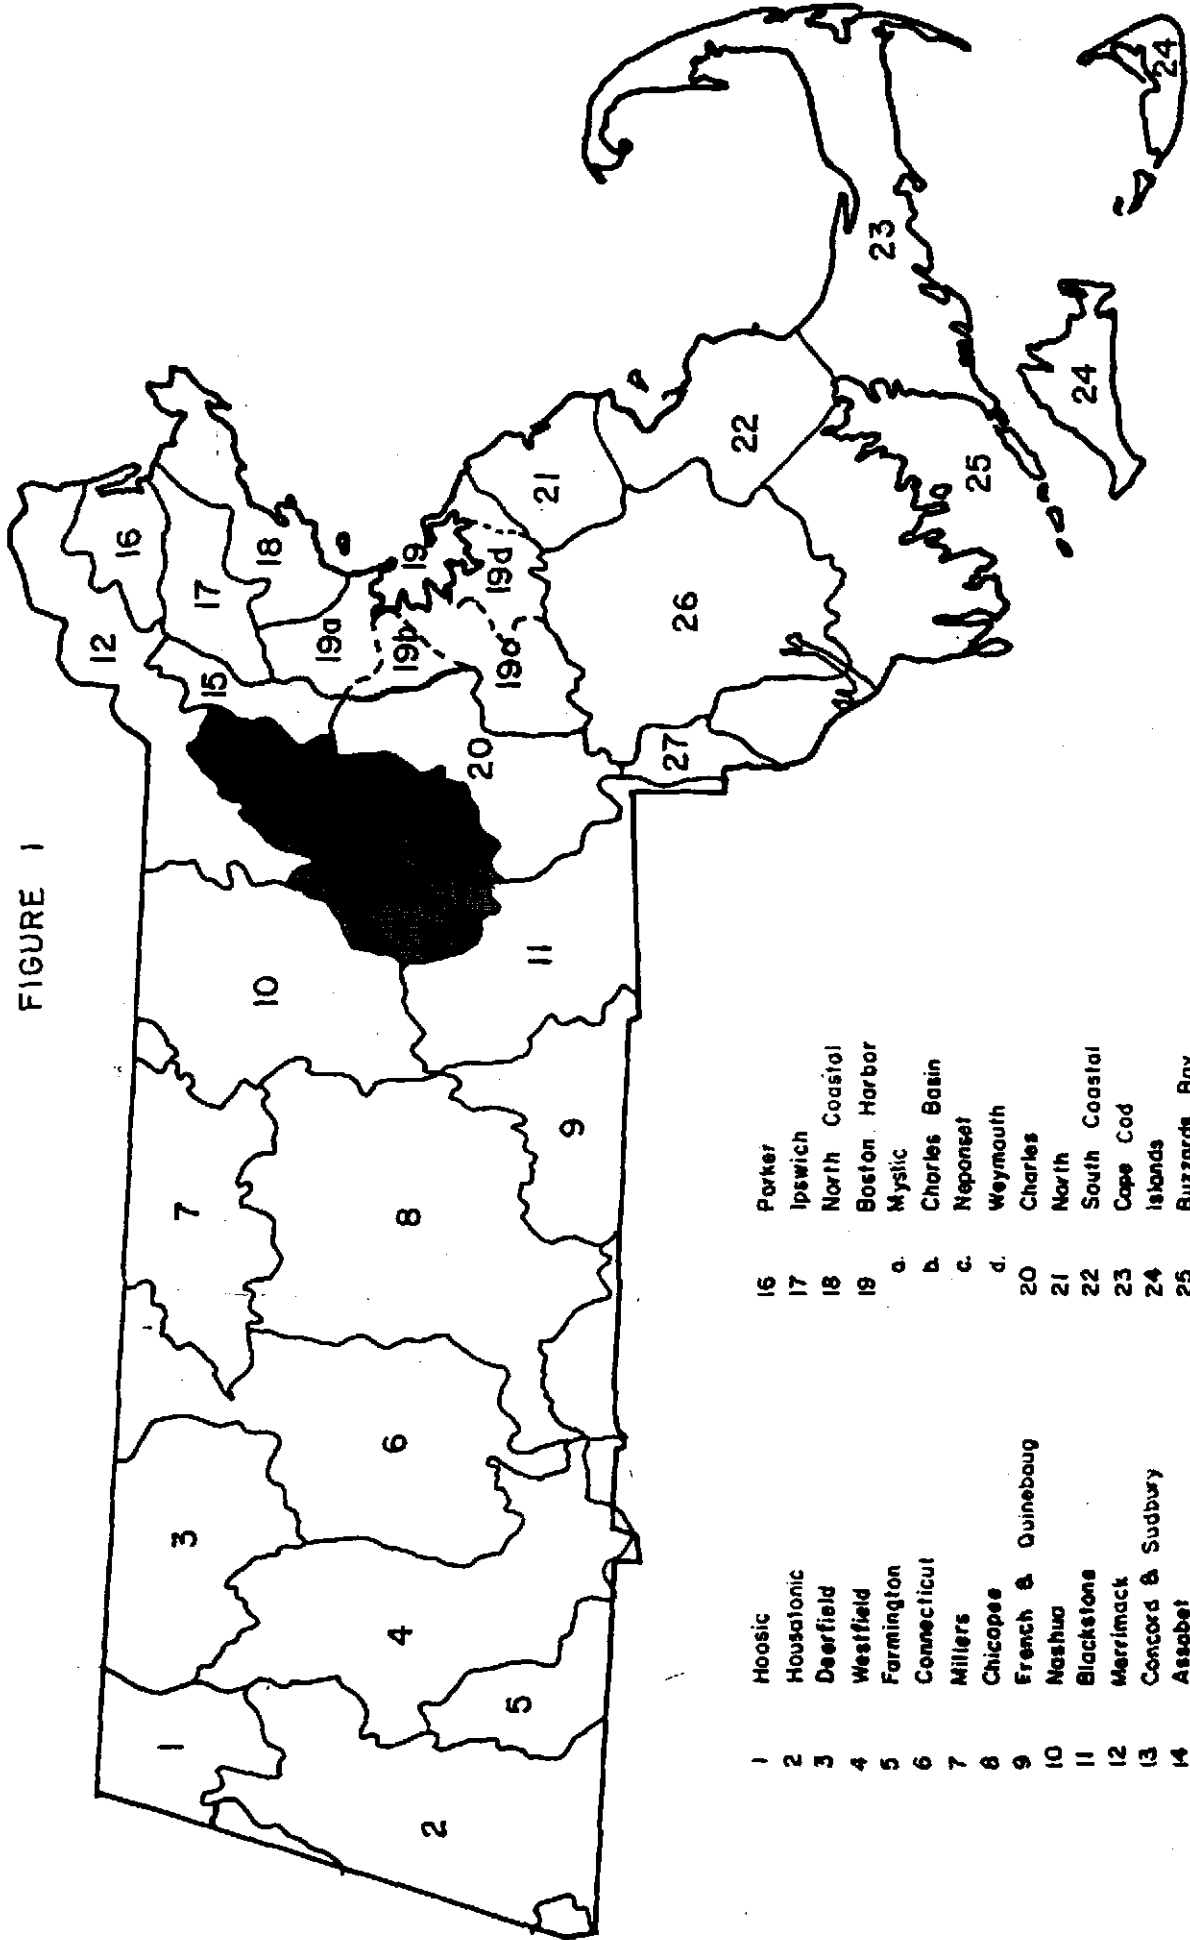 FIGURE 1
1
2
3
4
5
6
7
8
9
10
11
12
15
16
17
18
19
19a
19b
19c
19d
20
21
22
23
24
24
25
26
27
1 Hoosic
2 Housatonic
3 Deerfield
4 Westfield
5 Farmington
6 Connecticut
7 Millers
8 Chicopee
9 French & Quinebaug
10 Nashua
11 Blackstone
12 Merrimack
13 Concord & Sudbury
14 Assabet
16 Parker
17 Ipswich
18 North Coastal
19 Boston Harbor
a. Mystic
b. Charles Basin
c. Neponset
d. Weymouth
20 Charles
21 North
22 South Coastal
23 Cape Cod
24 Islands
25 Buzzards Bay